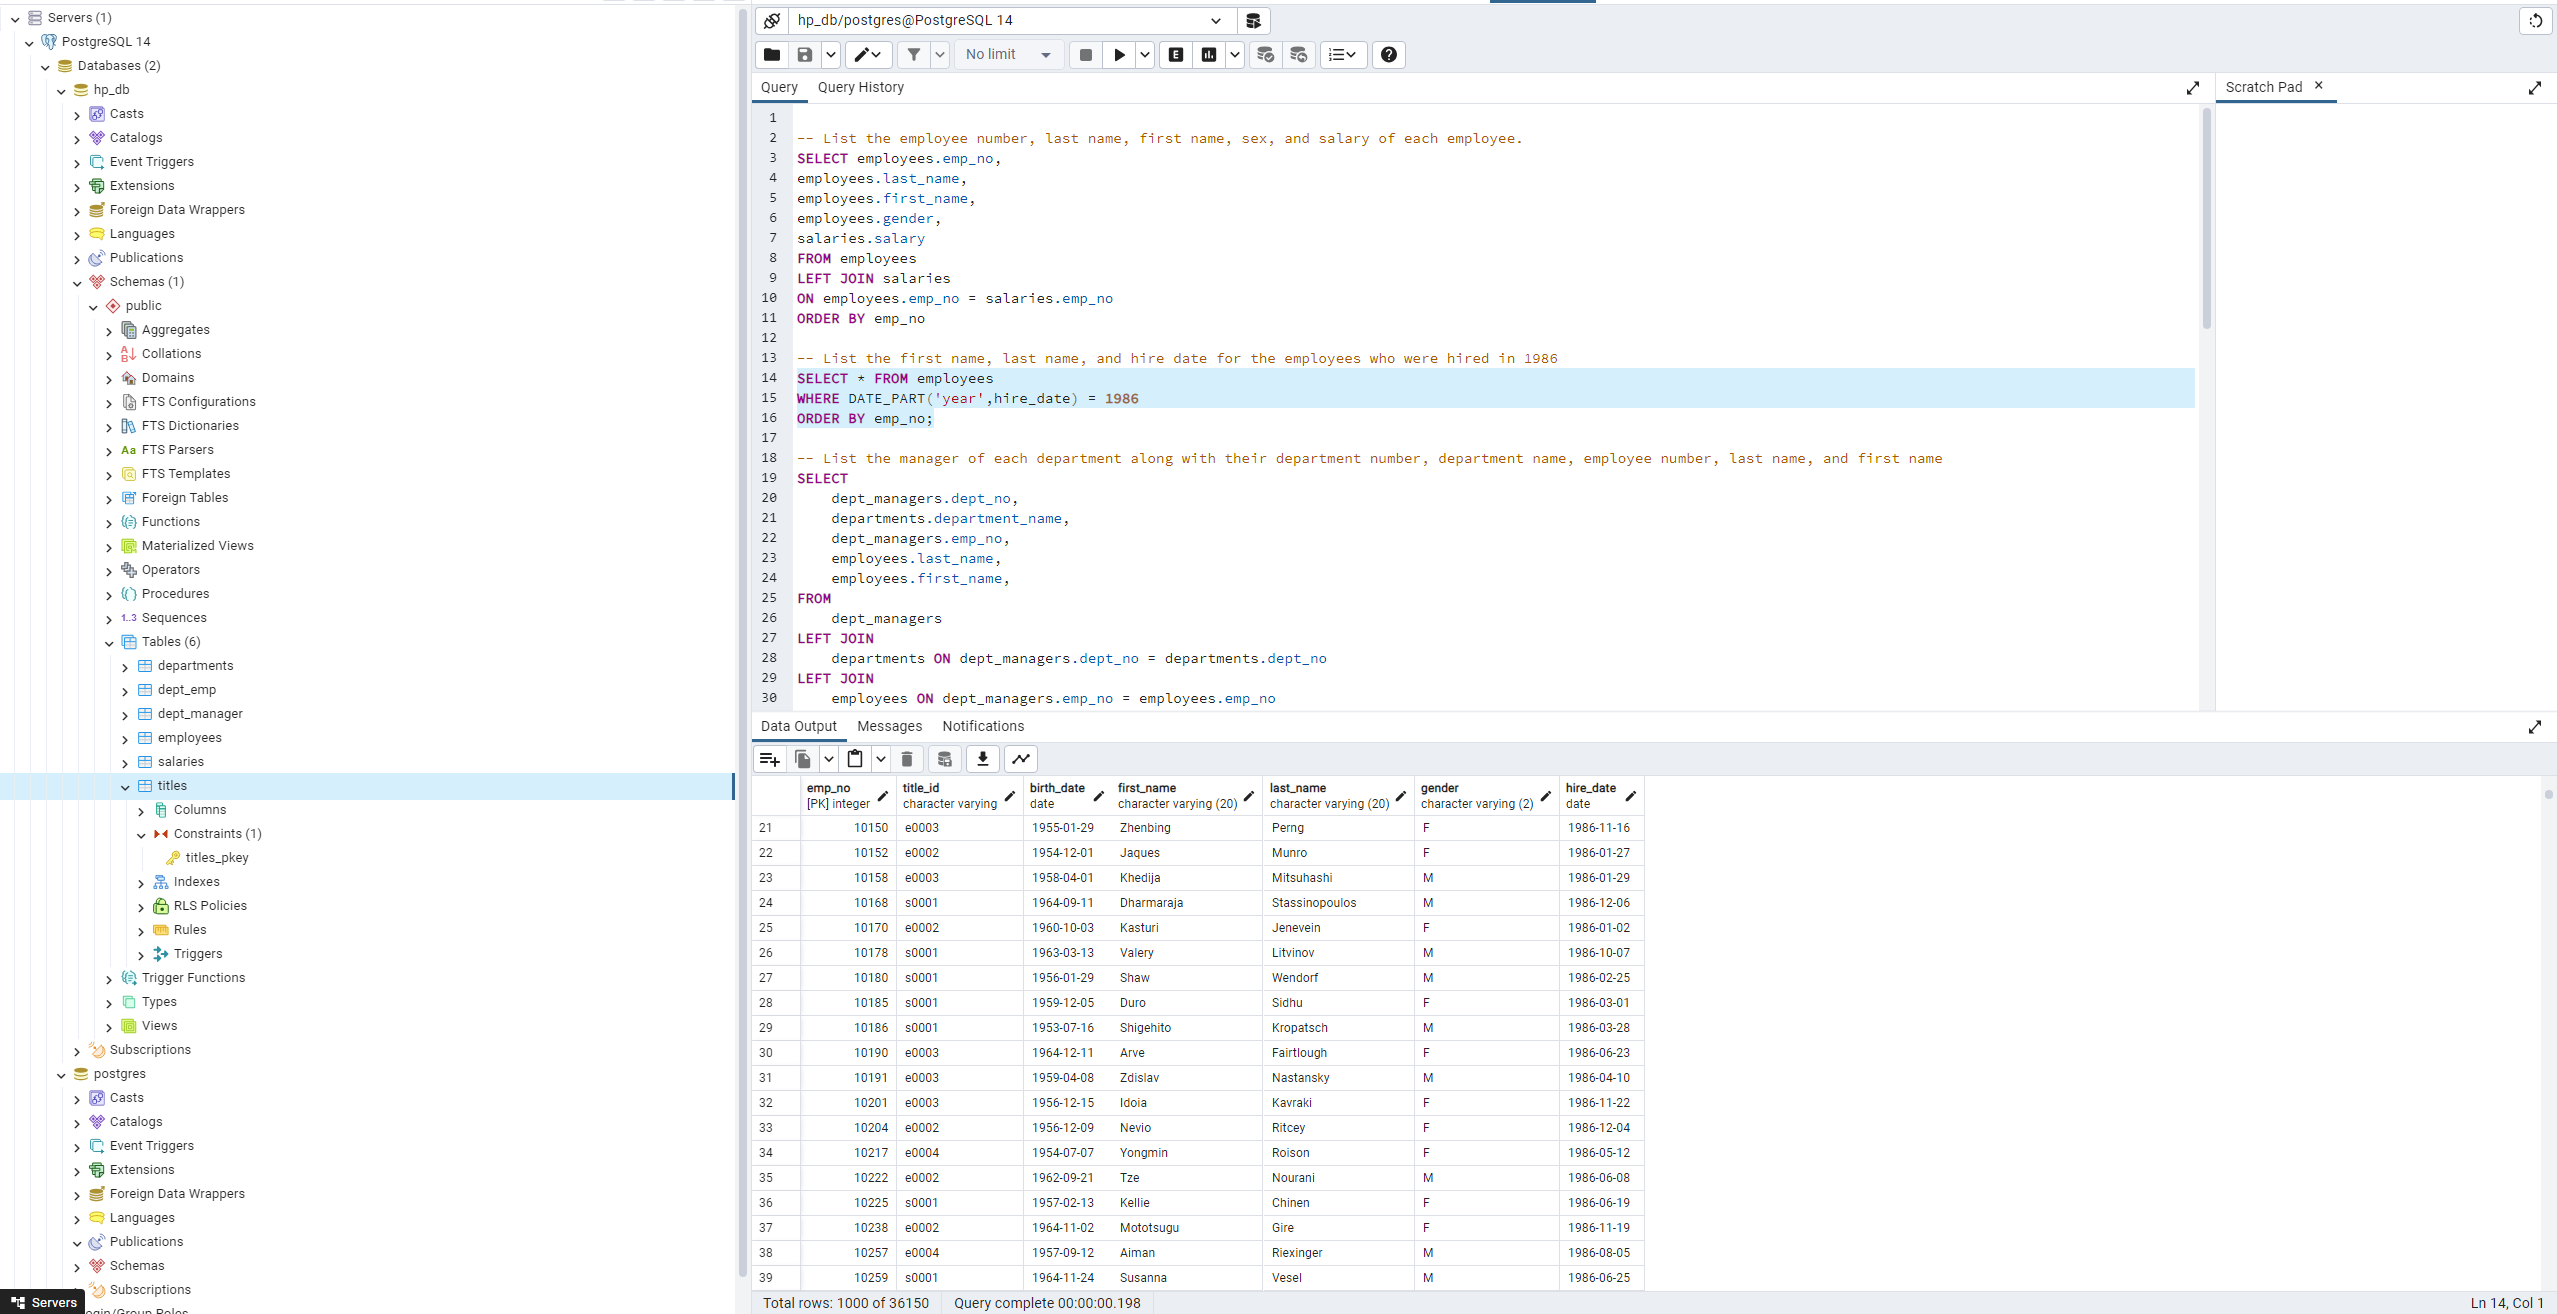 Servers (1)
PostgreSQL 14
Databases (2)
hp_db
Casts
Catalogs
Event Triggers
Extensions
Foreign Data Wrappers
Languages
Publications
Schemas (1)
public
Aggregates
Collations
Domains
FTS Configurations
FTS Dictionaries
Aa FTS Parsers
FTS Templates
Foreign Tables
Functions
Materialized Views
Operators
Procedures
1..3 Sequences
Tables (6)
departments
dept_emp
dept_manager
employees
salaries
titles
Columns
Constraints (1)
titles_pkey
Indexes
RLS Policies
Rules
Triggers
Trigger Functions
Types
Views
Subscriptions
postgres
Casts
Catalogs
Event Triggers
Extensions
Foreign Data Wrappers
Languages
Publications
Schemas
Subscriptions
Servers
hp_db/postgres@PostgreSQL 14
No limit
E
Query Query History
Scratch Pad
1
2 -- List the employee number, last name, first name, sex, and salary of each employee.
3 SELECT employees.emp_no,
4 employees.last_name,
5 employees.first_name,
6 employees.gender,
7 salaries.salary
8 FROM employees
9 LEFT JOIN salaries
10 ON employees.emp_no = salaries.emp_no
11 ORDER BY emp_no
12
13 -- List the first name, last name, and hire date for the employees who were hired in 1986
14 SELECT * FROM employees
15 WHERE DATE_PART('year',hire_date) = 1986
16 ORDER BY emp_no;
17
18 -- List the manager of each department along with their department number, department name, employee number, last name, and first name
19 SELECT
20 dept_managers.dept_no,
21 departments.department_name,
22 dept_managers.emp_no,
23 employees.last_name,
24 employees.first_name,
25 FROM
26 dept_managers
27 LEFT JOIN
28 departments ON dept_managers.dept_no = departments.dept_no
29 LEFT JOIN
30 employees ON dept_managers.emp_no = employees.emp_no
Data Output Messages Notifications
emp_no title_id birth_date first_name last_name gender hire_date
[PK] integer character varying date character varying (20) character varying (20) character varying (2) date
21 10150 e0003 1955-01-29 Zhenbing Perng F 1986-11-16
22 10152 e0002 1954-12-01 Jaques Munro F 1986-01-27
23 10158 e0003 1958-04-01 Khedija Mitsuhashi M 1986-01-29
24 10168 s0001 1964-09-11 Dharmaraja Stassinopoulos M 1986-12-06
25 10170 e0002 1960-10-03 Kasturi Jenevein F 1986-01-02
26 10178 s0001 1963-03-13 Valery Litvinov M 1986-10-07
27 10180 s0001 1956-01-29 Shaw Wendorf M 1986-02-25
28 10185 s0001 1959-12-05 Duro Sidhu F 1986-03-01
29 10186 s0001 1953-07-16 Shigehito Kropatsch M 1986-03-28
30 10190 e0003 1964-12-11 Arve Fairtlough F 1986-06-23
31 10191 e0003 1959-04-08 Zdislav Nastansky M 1986-04-10
32 10201 e0003 1956-12-15 Idoia Kavraki F 1986-11-22
33 10204 e0002 1956-12-09 Nevio Ritcey F 1986-12-04
34 10217 e0004 1954-07-07 Yongmin Roison F 1986-05-12
35 10222 e0002 1962-09-21 Tze Nourani M 1986-06-08
36 10225 s0001 1957-02-13 Kellie Chinen F 1986-06-19
37 10238 e0002 1964-11-02 Mototsugu Gire F 1986-11-19
38 10257 e0004 1957-09-12 Aiman Riexinger M 1986-08-05
39 10259 s0001 1964-11-24 Susanna Vesel M 1986-06-25
Total rows: 1000 of 36150 Query complete 00:00:00.198 Ln 14, Col 1